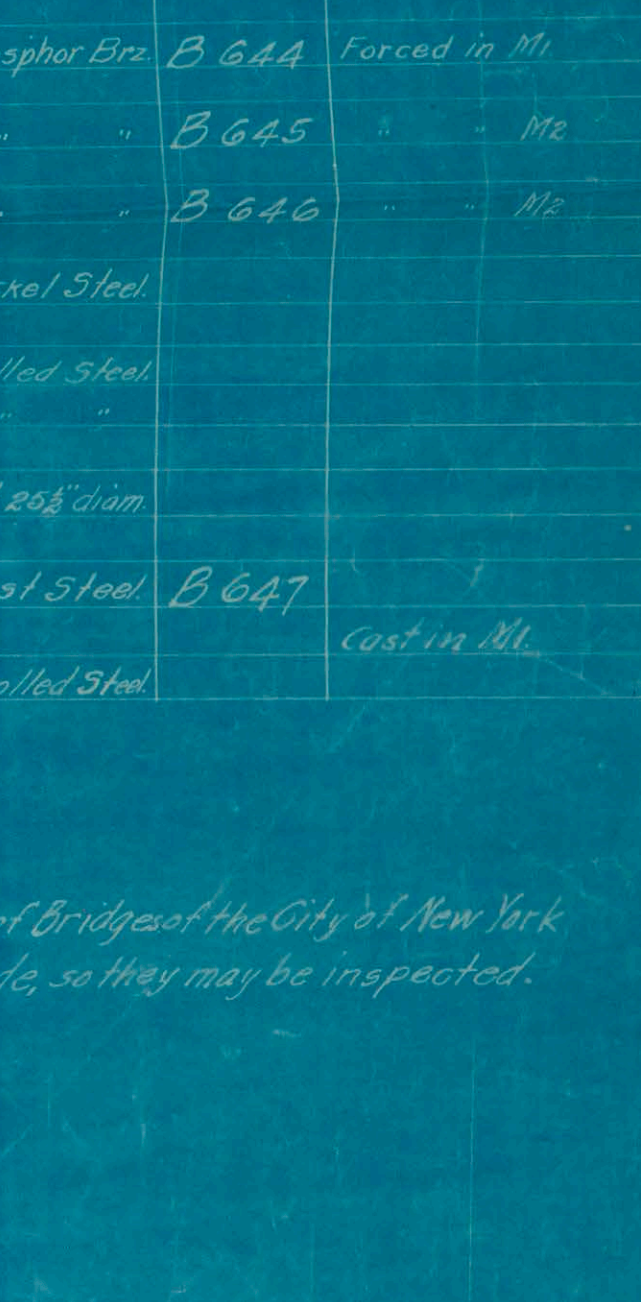 sphor Brz. B 644 Forced in M1.
" " B 645 " " M2
" B 646 " " M2
kel Steel.
lled Steel.
" "
25½" diam.
st Steel. B 647
Cast in M1.
olled Steel.
of Bridges of the City of New York
de, so they may be inspected.